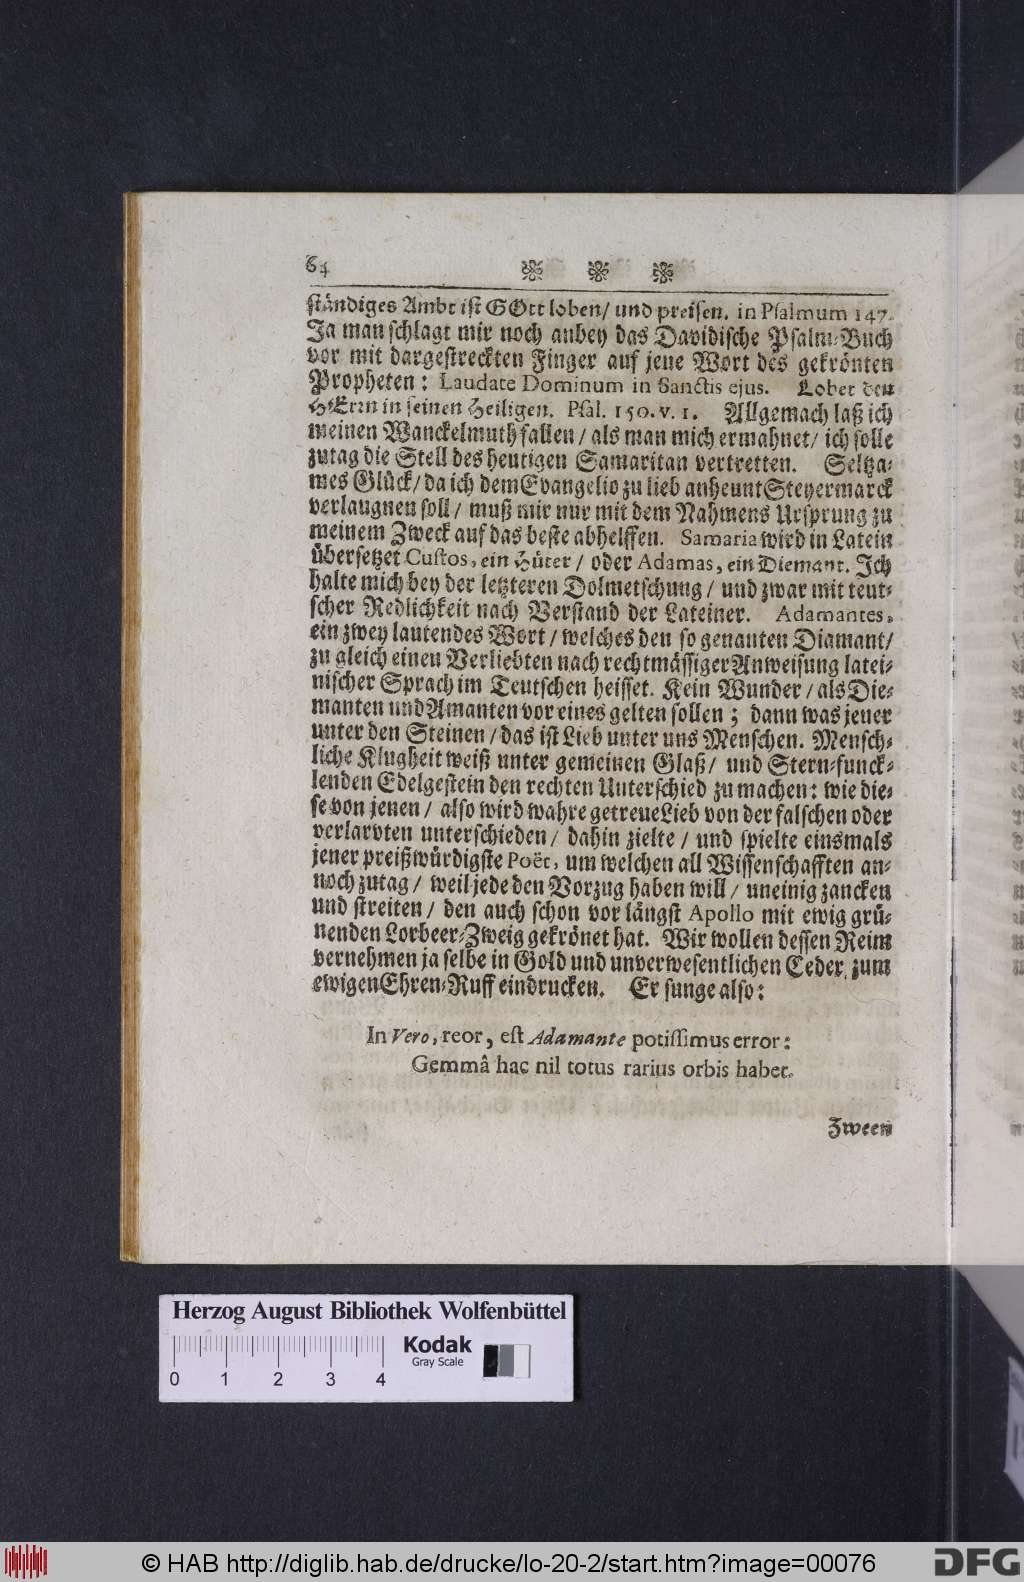 64
ständiges Ambt ist GOtt loben/ und preisen. in Psalmum 147.
Ja man schlagt mir noch anbey das Davidische Psalm-Buch
vor mit dargestreckten Finger auf jene Wort des gekrönten
Propheten: Laudate Dominum in Sanctis ejus. Lobet den
HErrn in seinen Heiligen. Psal. 150. v. 1. Allgemach laß ich
meinen Wanckelmuth fallen / als man mich ermahnet/ ich solle
zutag die Stell des heutigen Samaritan vertretten. Seltza-
mes Glück/ da ich dem Evangelio zu lieb anheunt Steyermarck
verlaugnen soll / muß mir nur mit dem Nahmens Ursprung zu
meinem Zweck auf das beste abhelffen. Samaria wird in Latein
übersetzet Custos, ein Hüter / oder Adamas, ein Diemant. Ich
halte mich bey der letzteren Dolmetschung / und zwar mit teut-
scher Redlichkeit nach Verstand der Lateiner. Adamantes,
ein zwey lautendes Wort / welches den so genanten Diamant/
zu gleich einen Verliebten nach rechtmässiger Anweisung latei-
nischer Sprach im Teutschen heisset. Kein Wunder / als Die-
manten und Amanten vor eines gelten sollen; dann was jener
unter den Steinen / das ist Lieb unter uns Menschen. Mensch-
liche Klugheit weiß unter gemeinen Glaß / und Stern-funck-
lenden Edelgestein den rechten Unterschied zu machen: wie die-
se von jenen / also wird wahre getreue Lieb von der falschen oder
verlarvten unterschieden / dahin zielte / und spielte einsmals
jener preißwürdigste Poët, um welchen all Wissenschafften an-
noch zutag / weil jede den Vorzug haben will / uneinig zancken
und streiten / den auch schon vor längst Apollo mit ewig grü-
nenden Lorbeer-Zweig gekrönet hat. Wir wollen dessen Reim
vernehmen ja selbe in Gold und unverwesentlichen Ceder zum
ewigen Ehren-Ruff eindrucken. Er sunge also:
In Vero, reor, est Adamante potissimus error:
Gemmâ hac nil totus rarius orbis habet.
Zween
Herzog August Bibliothek Wolfenbüttel
Kodak
Gray Scale
0 1 2 3 4
© HAB http://diglib.hab.de/drucke/lo-20-2/start.htm?image=00076
DFG